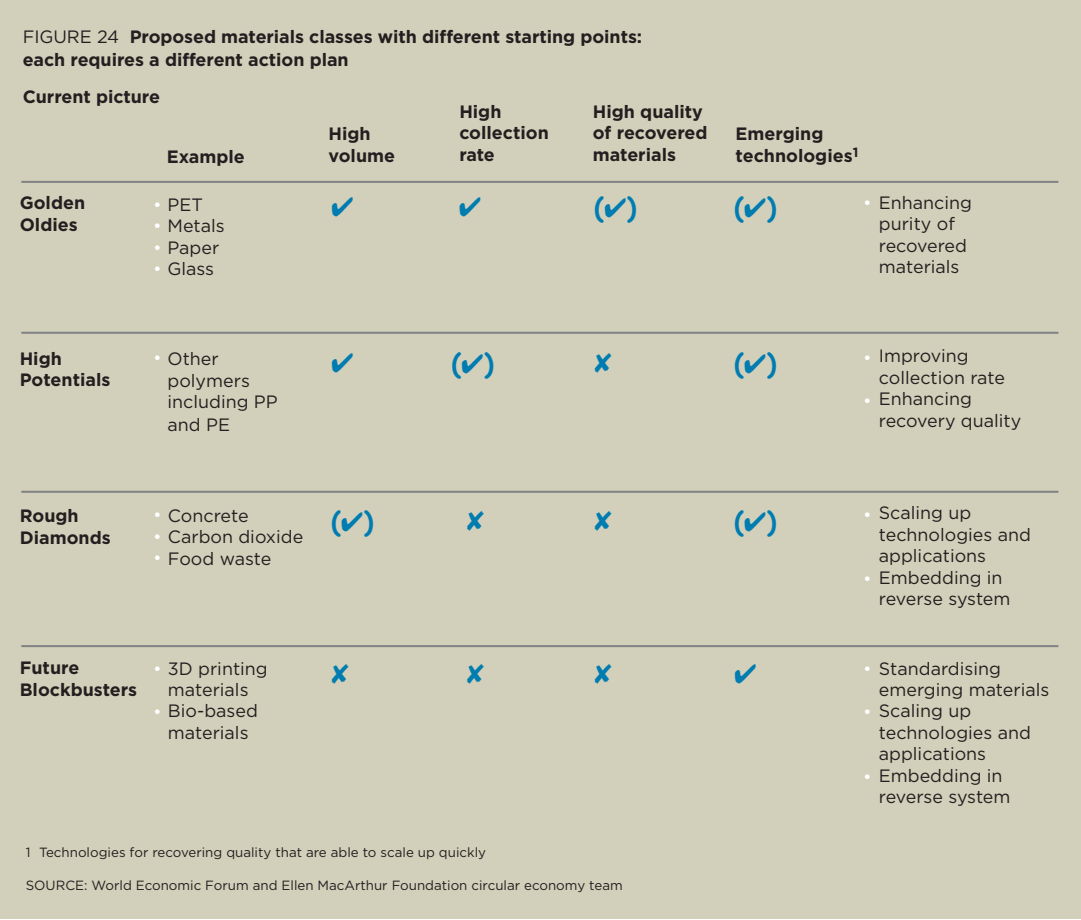 FIGURE 24 Proposed materials classes with different starting points:
each requires a different action plan
Current picture
Example
High
volume
High
collection
rate
High quality
of recovered
materials
Emerging
technologies¹
Golden
Oldies
• PET
• Metals
• Paper
• Glass
✔
✔
(✔)
(✔)
• Enhancing
purity of
recovered
materials
High
Potentials
• Other
polymers
including PP
and PE
✔
(✔)
✘
(✔)
• Improving
collection rate
• Enhancing
recovery quality
Rough
Diamonds
• Concrete
• Carbon dioxide
• Food waste
(✔)
✘
✘
(✔)
• Scaling up
technologies and
applications
• Embedding in
reverse system
Future
Blockbusters
• 3D printing
materials
• Bio-based
materials
✘
✘
✘
✔
• Standardising
emerging materials
• Scaling up
technologies and
applications
• Embedding in
reverse system
1 Technologies for recovering quality that are able to scale up quickly
SOURCE: World Economic Forum and Ellen MacArthur Foundation circular economy team